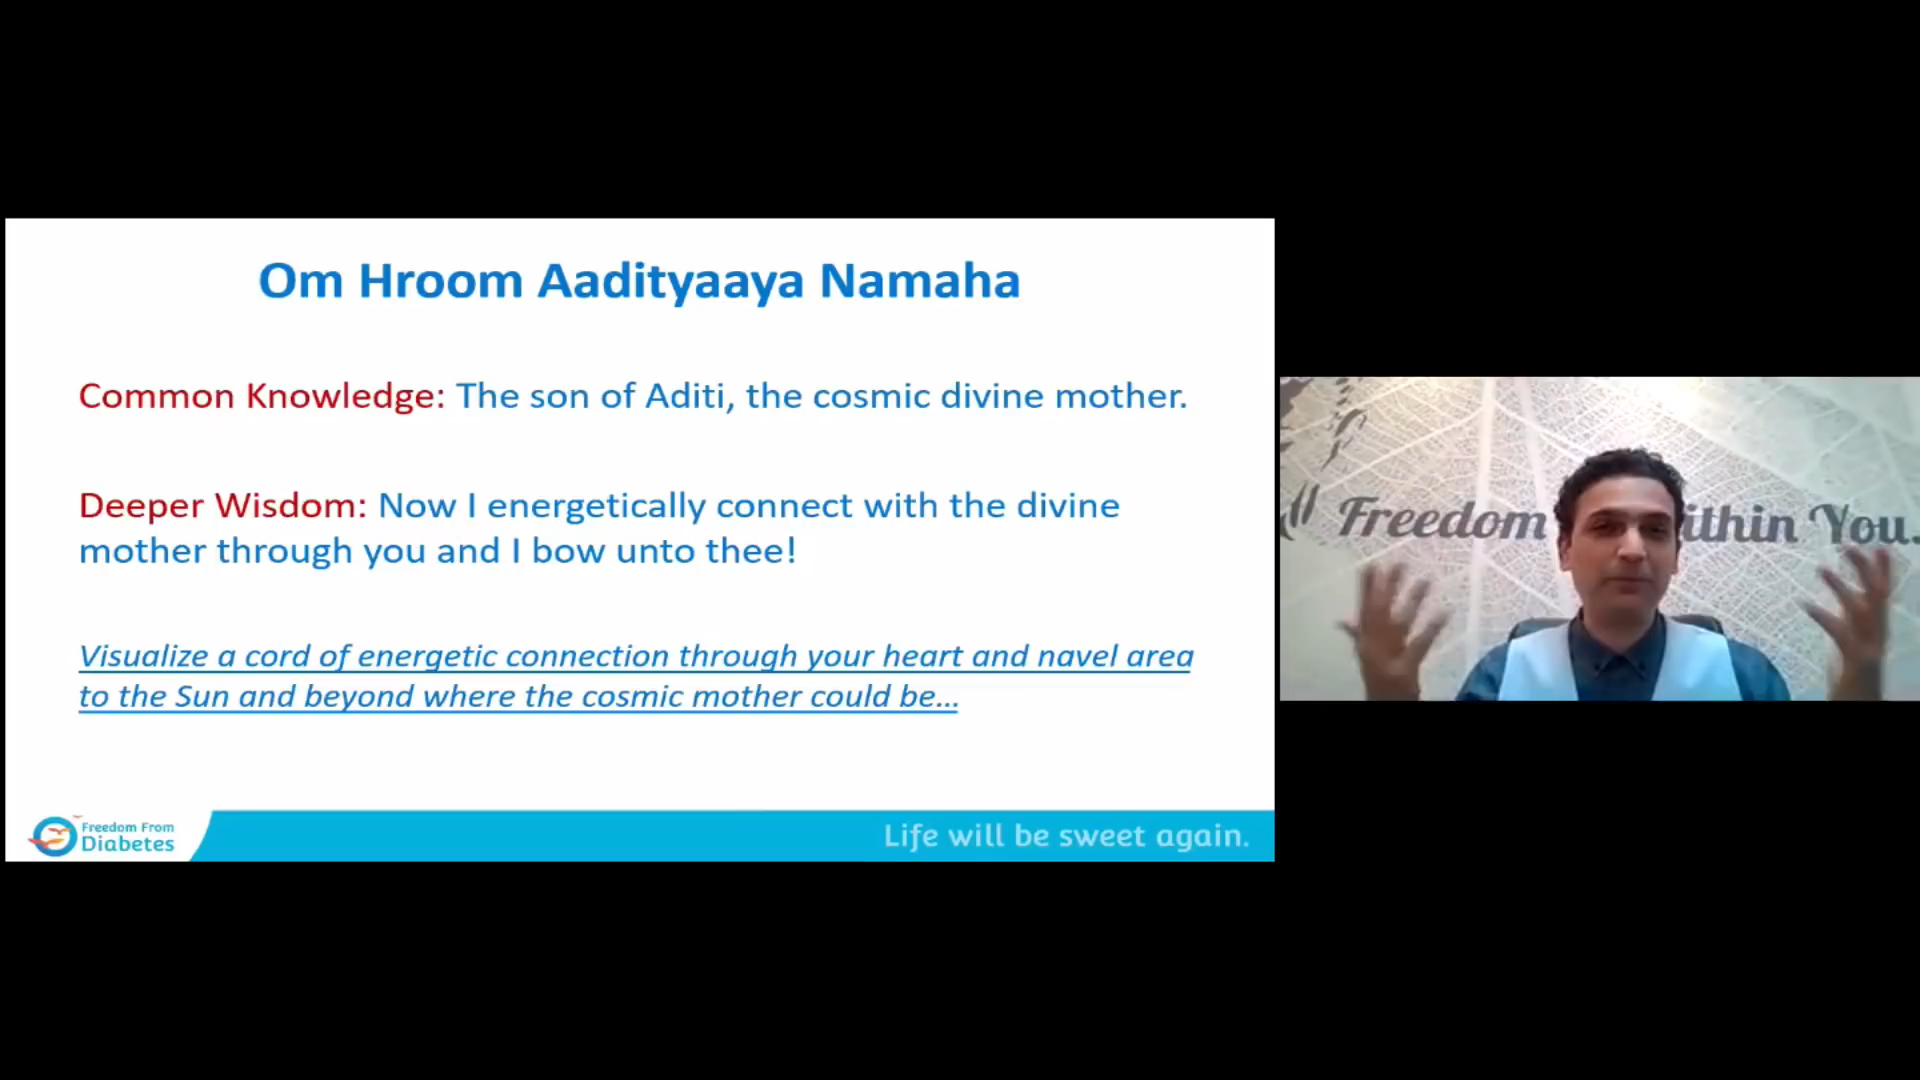 Om Hroom Aadityaaya Namaha
Common Knowledge: The son of Aditi, the cosmic divine mother.
Deeper Wisdom: Now I energetically connect with the divine
mother through you and I bow unto thee!
Visualize a cord of energetic connection through your heart and navel area
to the Sun and beyond where the cosmic mother could be...
Freedom From
Diabetes
Life will be sweet again.
Freedom You.